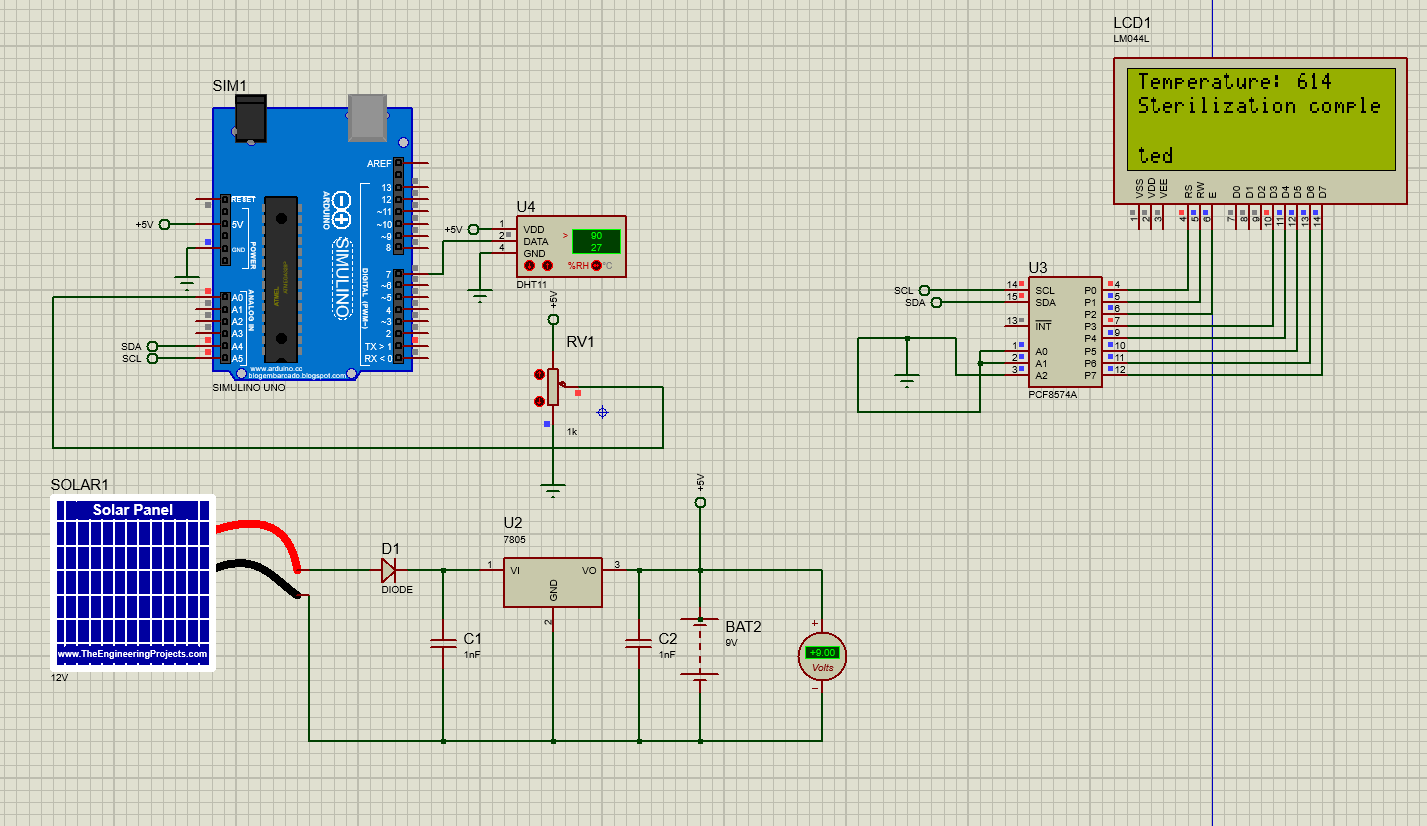 LCD1
LM044L
Temperature: 614
Sterilization comple
ted
VSS VDD VEE RS RW E D0 D1 D2 D3 D4 D5 D6 D7
1 2 3 4 5 6 7 8 9 10 11 12 13 14
SIM1
AREF
13
12
~11
~10
~9
8
7
~6
~5
4
~3
2
TX > 1
RX < 0
RESET
5V
GND
POWER
A0
A1
A2
A3
A4
A5
ANALOG IN
ARDUINO
SIMULINO
DIGITAL (PWM~)
ATMEL
www.arduino.cc
blogembarcado.blogspot.com
SIMULINO UNO
+5V
SDA
SCL
U4
+5V
1 VDD
2 DATA
4 GND
> 90
27
%RH °C
DHT11
+5V
RV1
1k
U3
SCL
SDA
14 SCL
15 SDA
13 INT
1 A0
2 A1
3 A2
P0 4
P1 5
P2 6
P3 7
P4 9
P5 10
P6 11
P7 12
PCF8574A
SOLAR1
Solar Panel
www.TheEngineeringProjects.com
12V
D1
DIODE
C1
1nF
U2
7805
1 VI
VO 3
GND
2
C2
1nF
+5V
BAT2
9V
+
+9.00
Volts
−